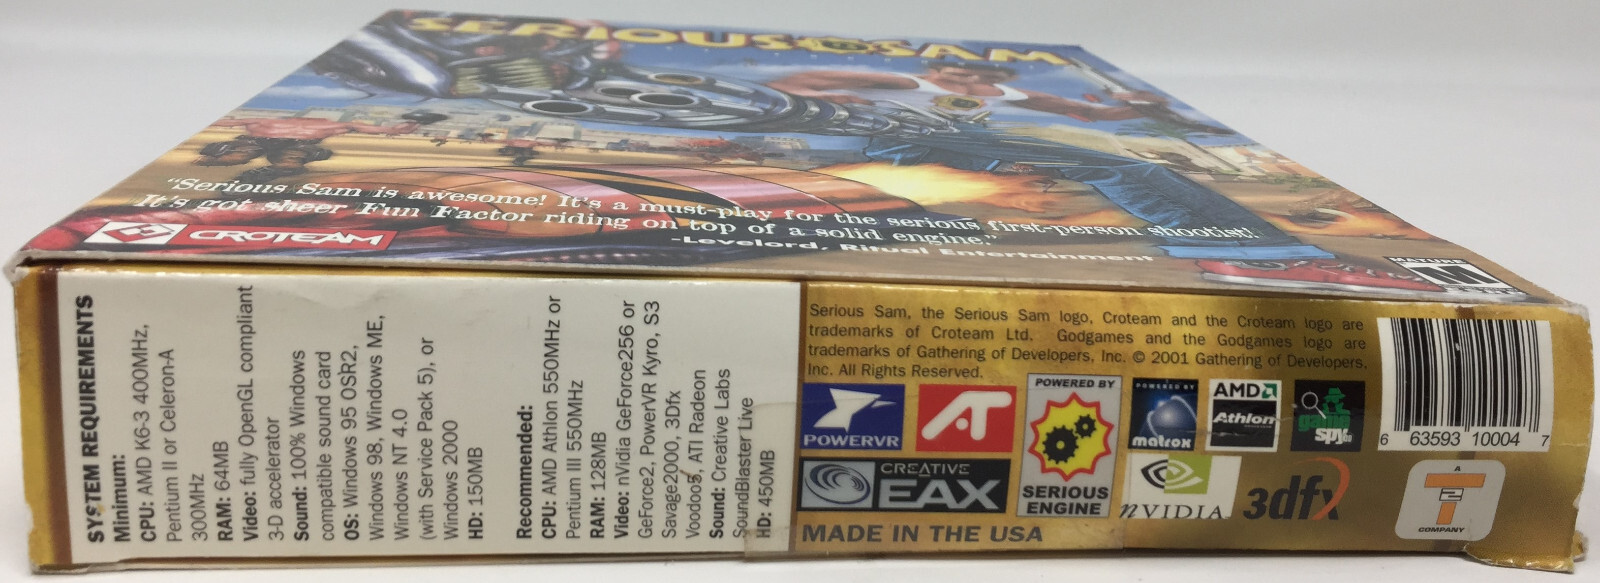 SERIOUS SAM
"Serious Sam is awesome! It's a must-play for the serious first-person shootist!
It's got sheer Fun Factor riding on top of a solid engine."
-Levelord, Ritual Entertainment
CROTEAM
MATURE
M
SYSTEM REQUIREMENTS
Minimum:
CPU: AMD K6-3 400MHz,
Pentium II or Celeron-A
300MHz
RAM: 64MB
Video: fully OpenGL compliant
3-D accelerator
Sound: 100% Windows
compatible sound card
OS: Windows 95 OSR2,
Windows 98, Windows ME,
Windows NT 4.0
(with Service Pack 5), or
Windows 2000
HD: 150MB
Recommended:
CPU: AMD Athlon 550MHz or
Pentium III 550MHz
RAM: 128MB
Video: nVidia GeForce256 or
GeForce2, PowerVR Kyro, S3
Savage2000, 3Dfx
Voodoo5, ATI Radeon
Sound: Creative Labs
SoundBlaster Live
HD: 450MB
Serious Sam, the Serious Sam logo, Croteam and the Croteam logo are
trademarks of Croteam Ltd. Godgames and the Godgames logo are
trademarks of Gathering of Developers, Inc. © 2001 Gathering of Developers,
Inc. All Rights Reserved.
POWERVR
ATI
POWERED BY
SERIOUS
ENGINE
POWERED BY
matrox
AMD
Athlon
game
spy
CREATIVE
EAX
nVIDIA
3dfx
MADE IN THE USA
6 63593 10004 7
A
T2T
COMPANY